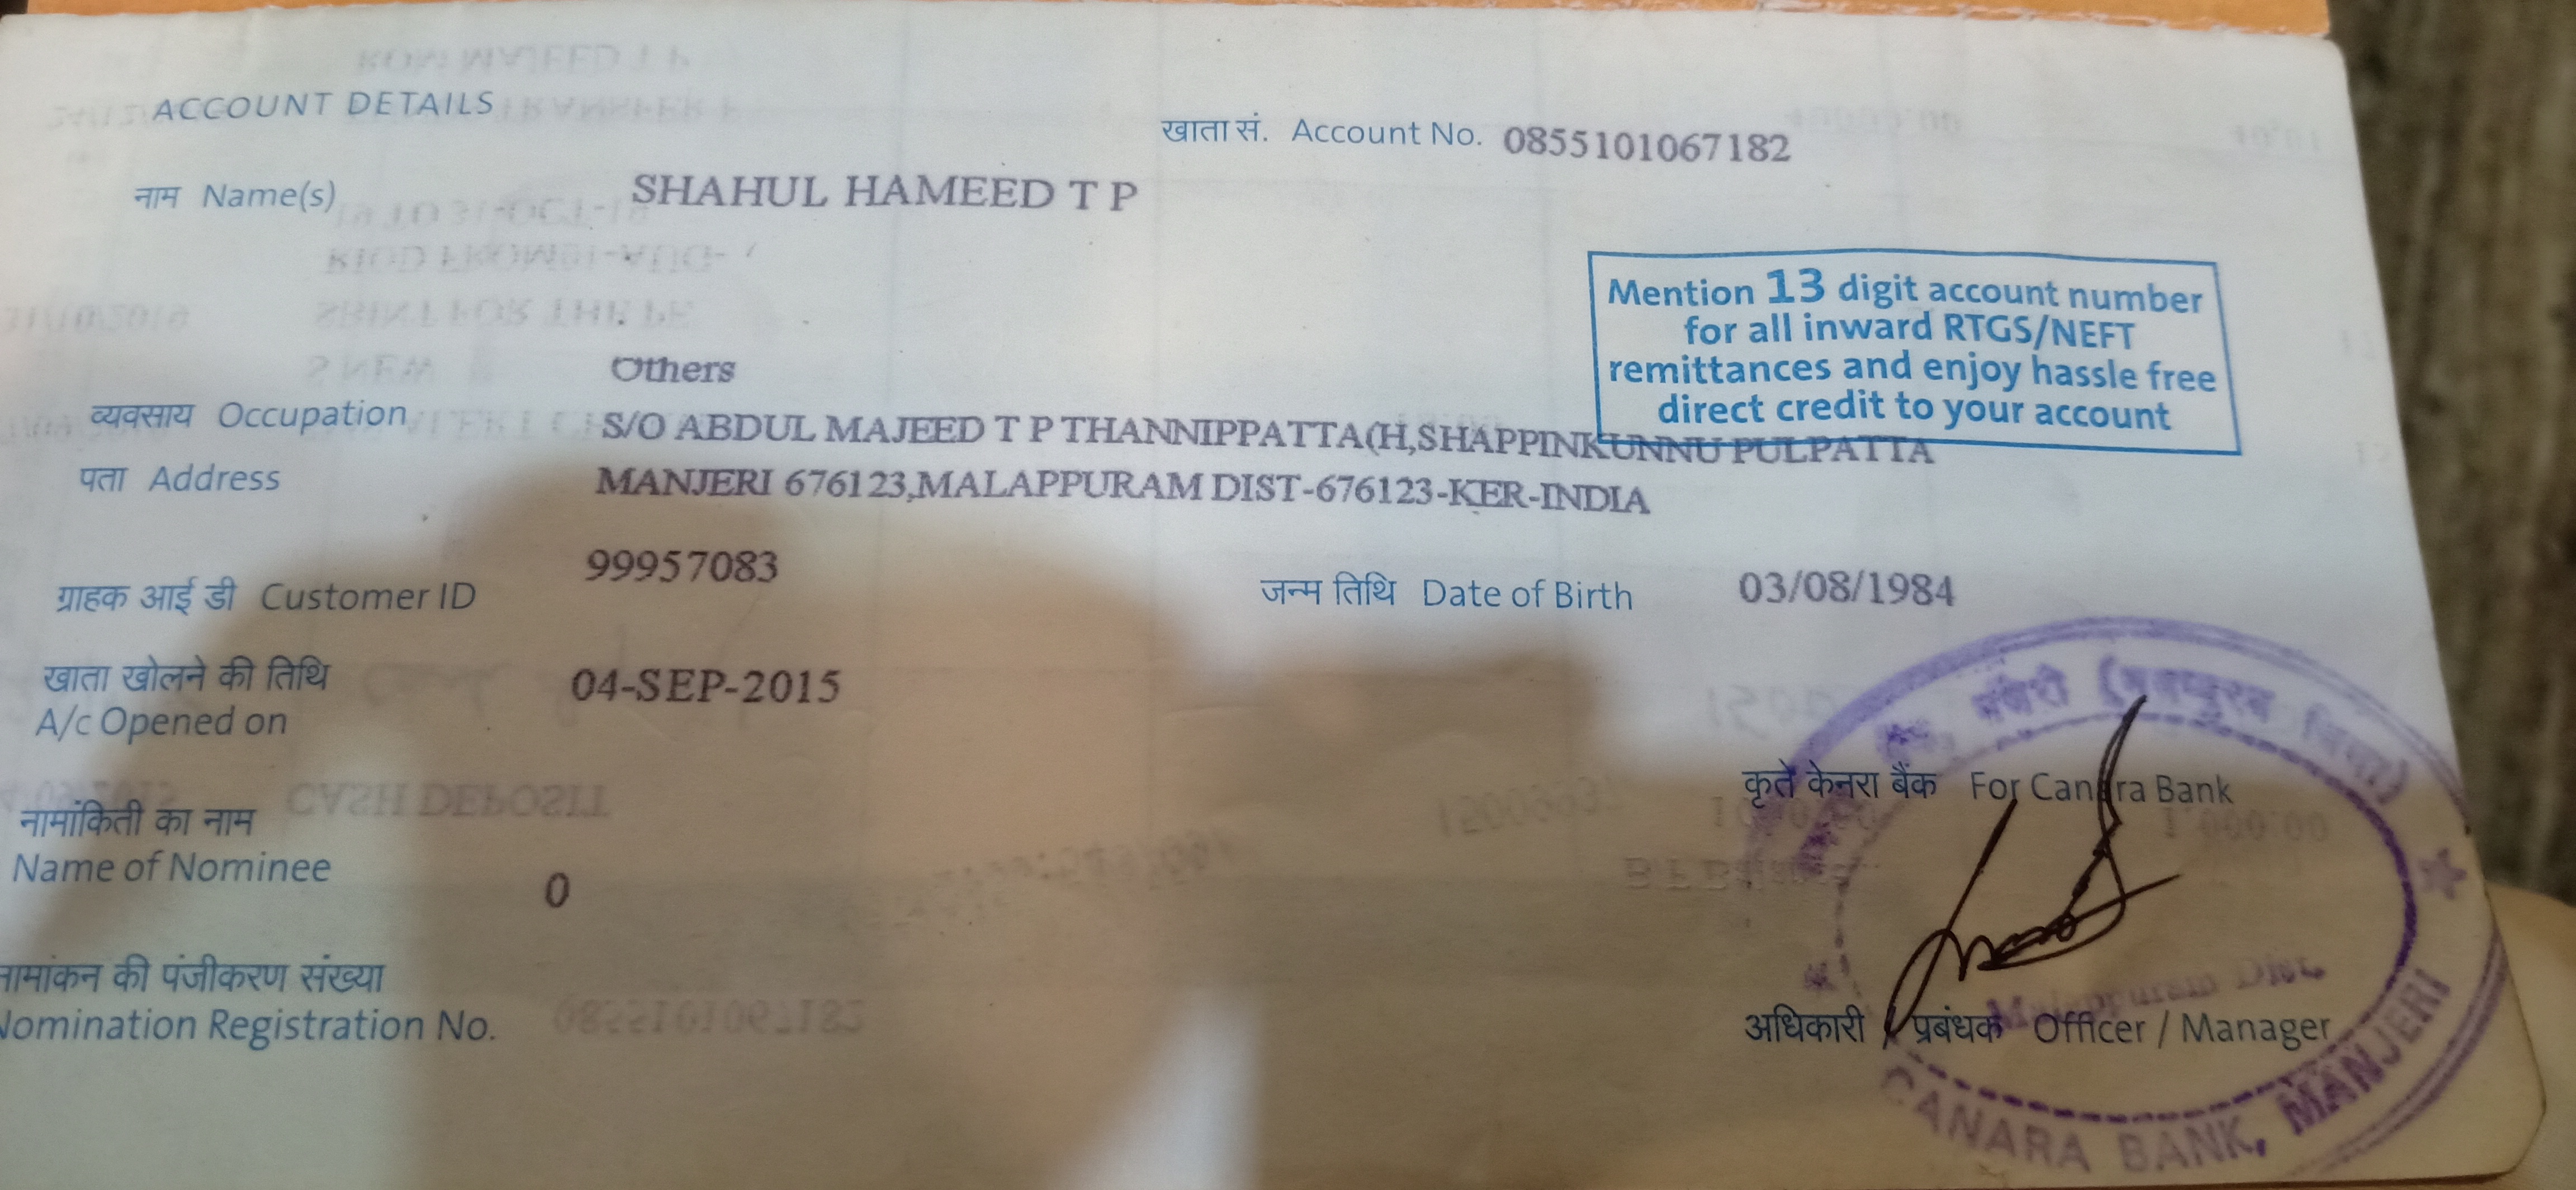 ACCOUNT DETAILS
खाता सं. Account No. 0855101067182
नाम Name(s) SHAHUL HAMEED T P
Mention 13 digit account number
for all inward RTGS/NEFT
remittances and enjoy hassle free
direct credit to your account
Others
व्यवसाय Occupation
S/O ABDUL MAJEED T P THANNIPPATTA(H,SHAPPINKUNNU PULPATTA
पता Address
MANJERI 676123,MALAPPURAM DIST-676123-KER-INDIA
ग्राहक आई डी Customer ID 99957083
जन्म तिथि Date of Birth 03/08/1984
खाता खोलने की तिथि
A/c Opened on 04-SEP-2015
नामांकिती का नाम
Name of Nominee 0
नामांकन की पंजीकरण संख्या
Nomination Registration No.
कृते केनरा बैंक For Canara Bank
अधिकारी / प्रबंधक Officer / Manager
Malappuram Dist.
CANARA BANK, MANJERI